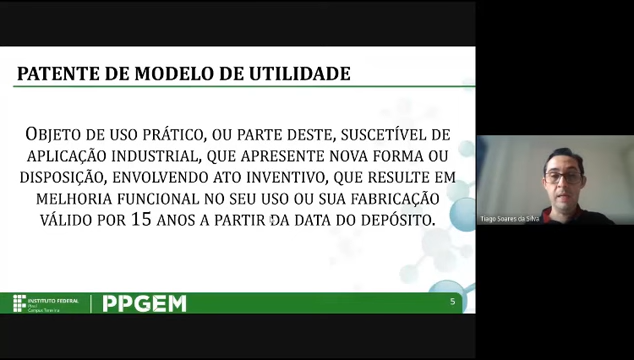 PATENTE DE MODELO DE UTILIDADE
OBJETO DE USO PRÁTICO, OU PARTE DESTE, SUSCETÍVEL DE
APLICAÇÃO INDUSTRIAL, QUE APRESENTE NOVA FORMA OU
DISPOSIÇÃO, ENVOLVENDO ATO INVENTIVO, QUE RESULTE EM
MELHORIA FUNCIONAL NO SEU USO OU SUA FABRICAÇÃO
VÁLIDO POR 15 ANOS A PARTIR DA DATA DO DEPÓSITO.
Tiago Soares da Silva
INSTITUTO FEDERAL
PPGEM
5